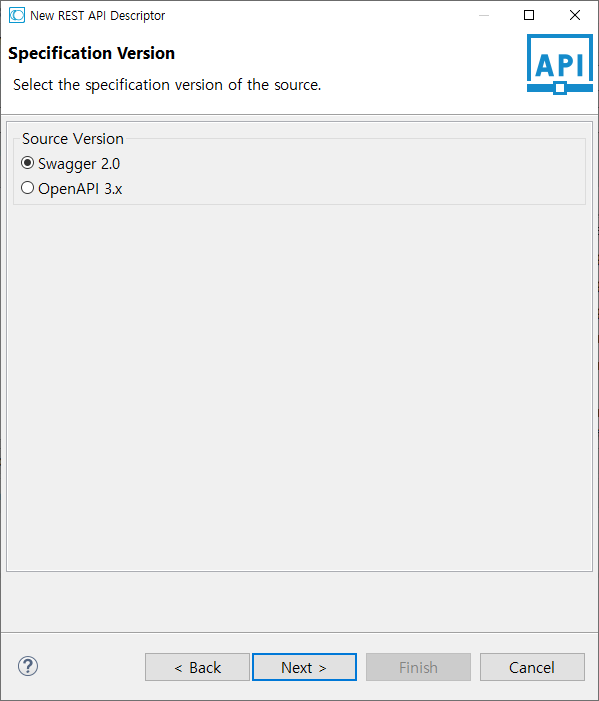 New REST API Descriptor
Specification Version
Select the specification version of the source.
API
Source Version
Swagger 2.0
OpenAPI 3.x
?
< Back
Next >
Finish
Cancel